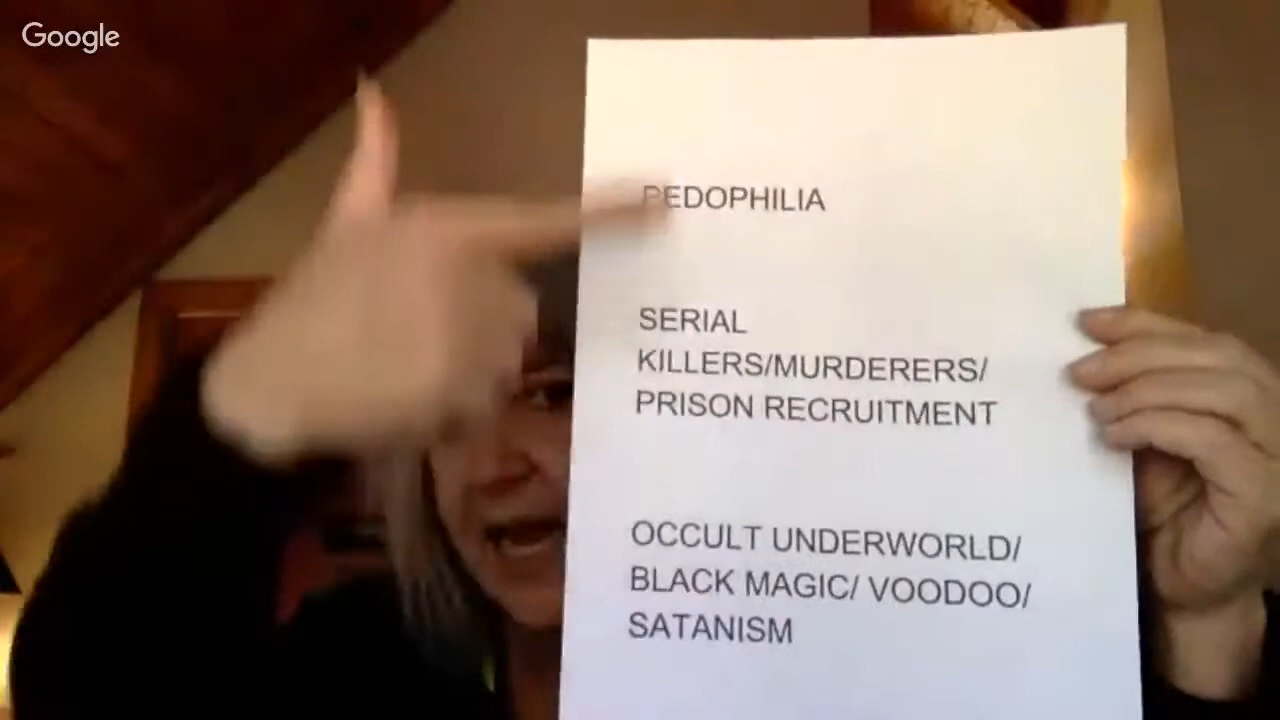 Google
PEDOPHILIA
SERIAL
KILLERS/MURDERERS/
PRISON RECRUITMENT
OCCULT UNDERWORLD/
BLACK MAGIC/ VOODOO/
SATANISM